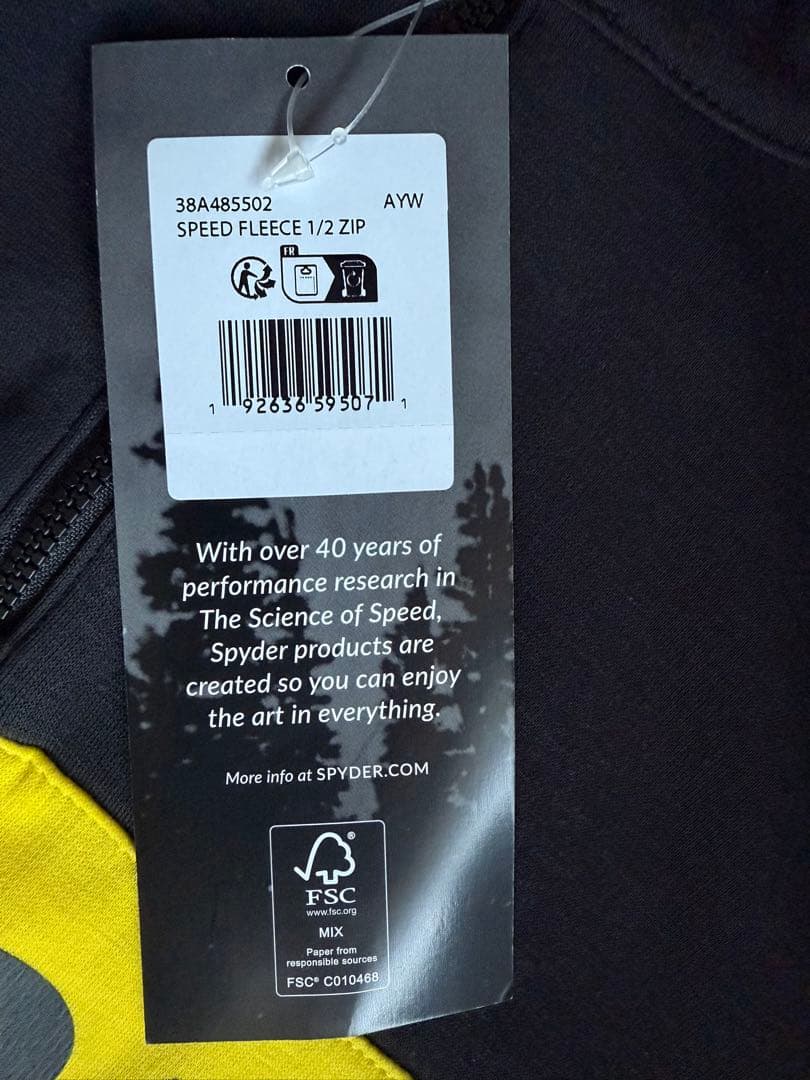 38A485502 AYW
SPEED FLEECE 1/2 ZIP
FR
1 92636 59507 1
With over 40 years of
performance research in
The Science of Speed,
Spyder products are
created so you can enjoy
the art in everything.
More info at SPYDER.COM
®
FSC
www.fsc.org
MIX
Paper from
responsible sources
FSC® C010468